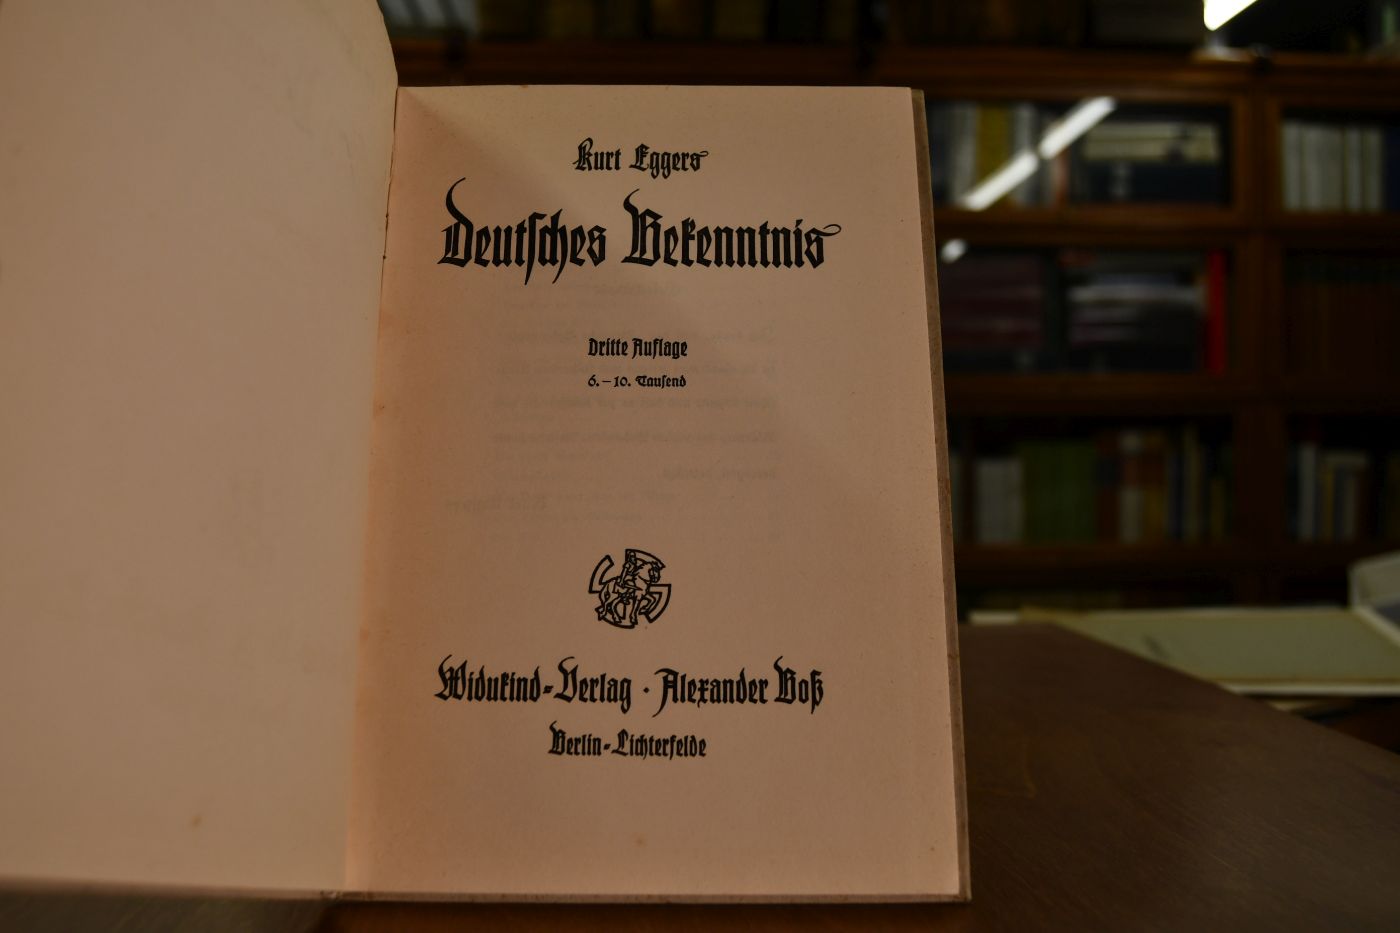 Kurt Eggers
Deutsches Bekenntnis
Dritte Auflage
6.–10. Tausend
Widukind-Verlag · Alexander Boß
Berlin-Lichterfelde